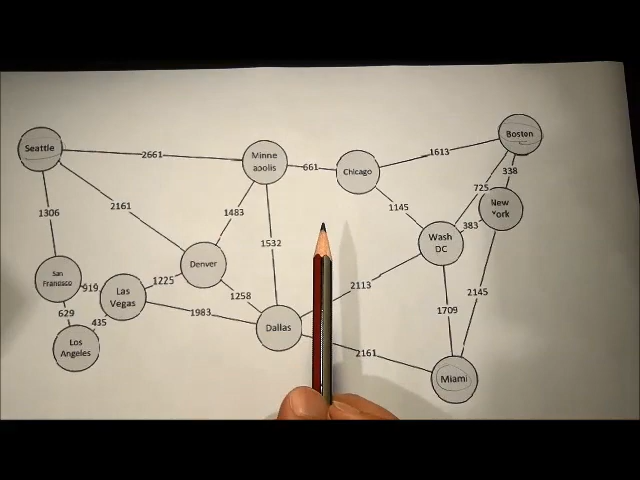 Seattle
2661
Minne
apolis
661
Chicago
1613
Boston
338
725
New
York
383
1145
Wash
DC
1306
2161
1483
1532
Denver
San
Francisco
919
629
Los
Angeles
435
Las
Vegas
1225
1258
1983
Dallas
2113
2145
1709
2161
Miami